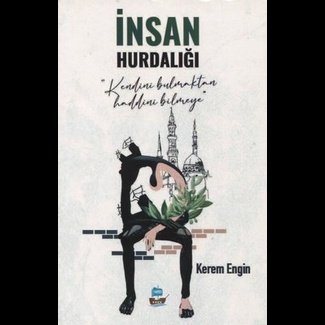 İNSAN
HURDALIĞI
"Kendini bulmaktan
haddini bilmeye"
Kerem Engin